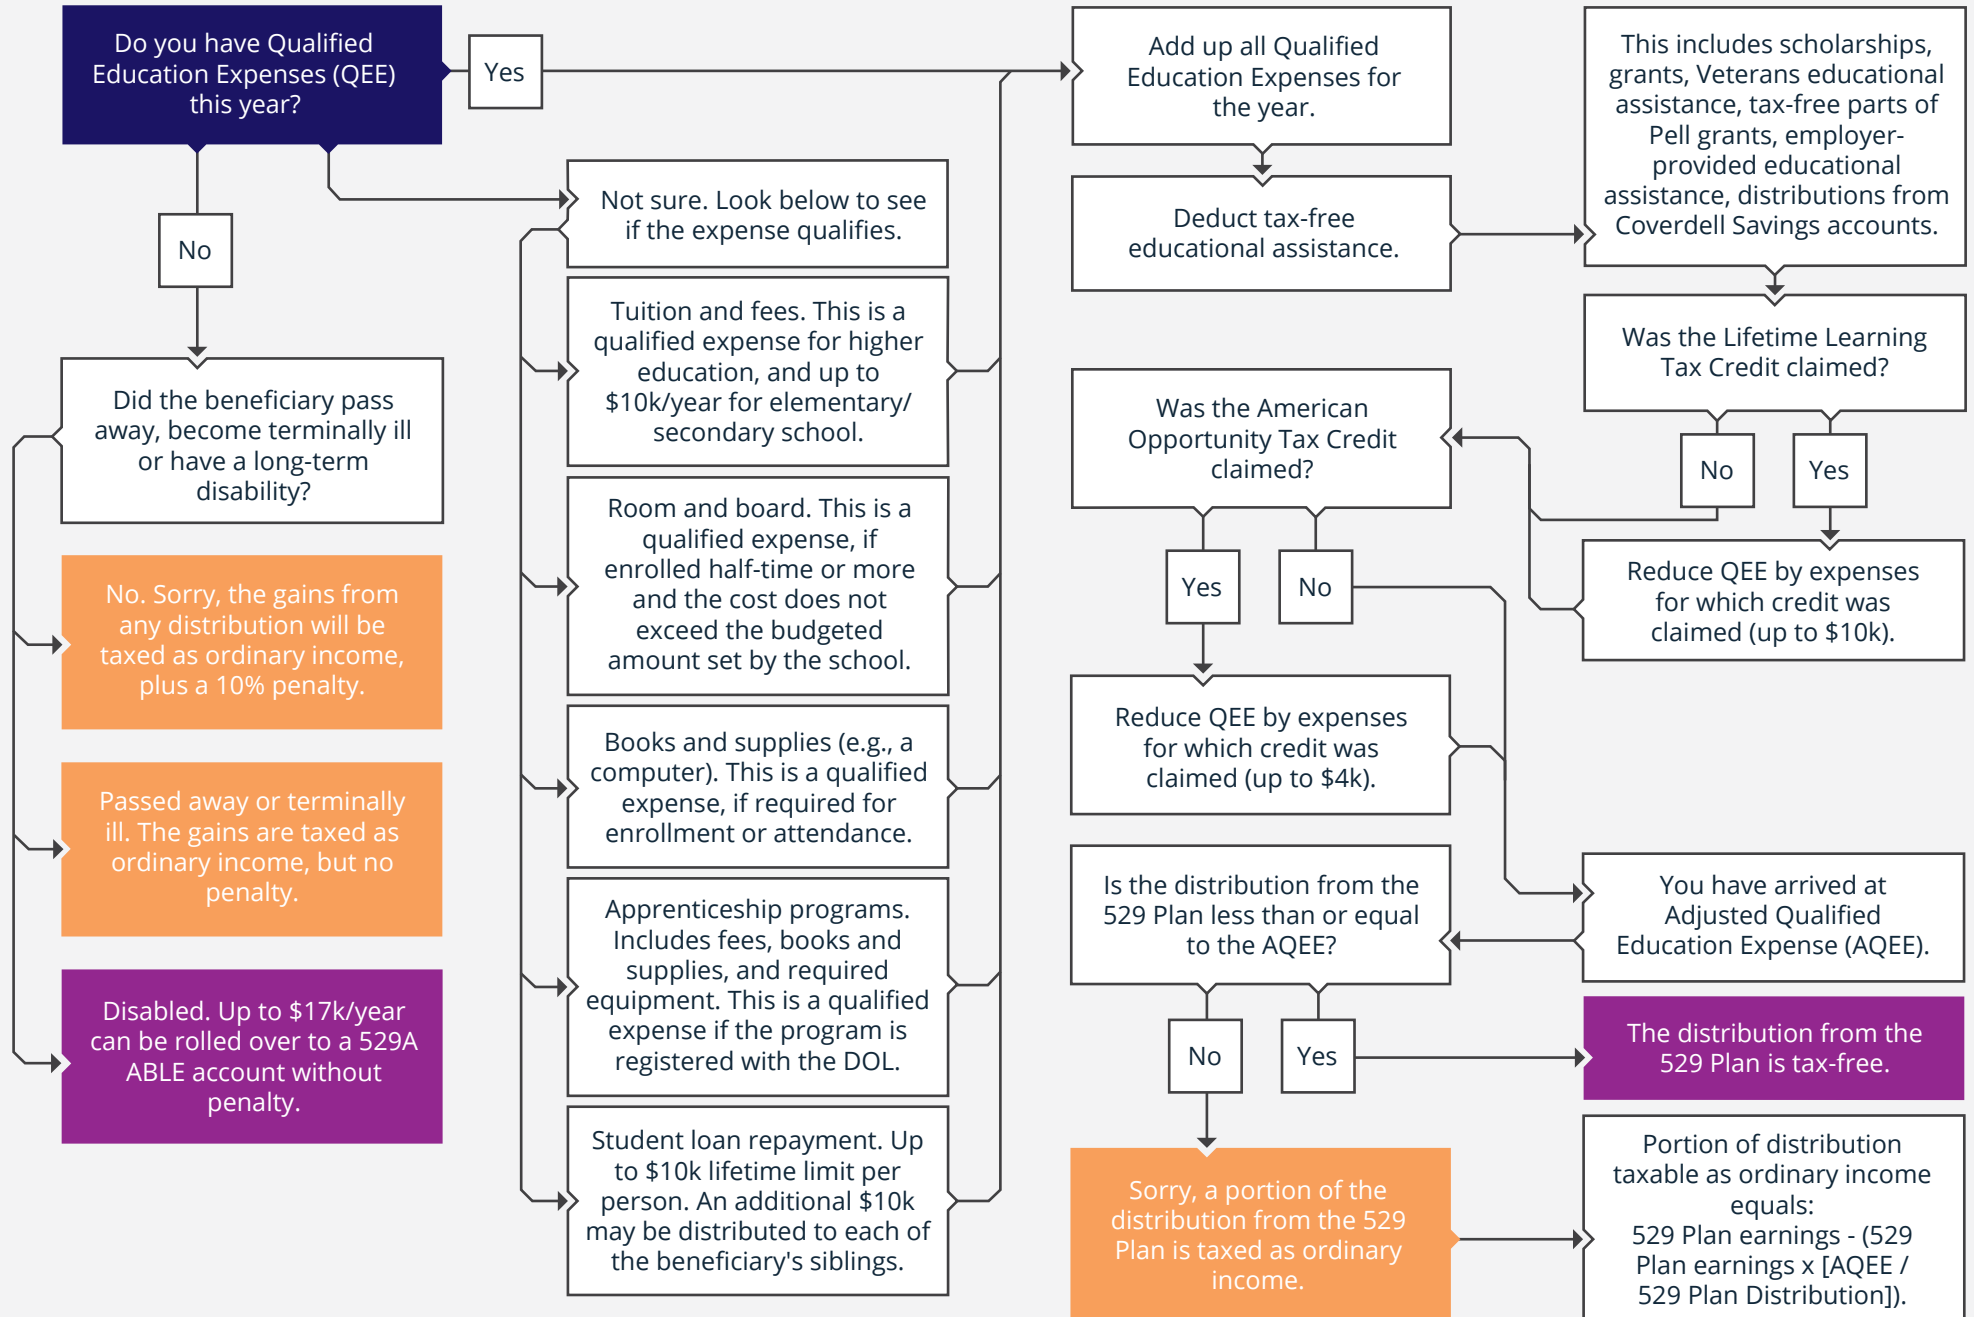 Do you have Qualified
Education Expenses (QEE)
this year?
Yes
No
Did the beneficiary pass
away, become terminally ill
or have a long-term
disability?
No. Sorry, the gains from
any distribution will be
taxed as ordinary income,
plus a 10% penalty.
Passed away or terminally
ill. The gains are taxed as
ordinary income, but no
penalty.
Disabled. Up to $17k/year
can be rolled over to a 529A
ABLE account without
penalty.
Not sure. Look below to see
if the expense qualifies.
Tuition and fees. This is a
qualified expense for higher
education, and up to
$10k/year for elementary/
secondary school.
Room and board. This is a
qualified expense, if
enrolled half-time or more
and the cost does not
exceed the budgeted
amount set by the school.
Books and supplies (e.g., a
computer). This is a qualified
expense, if required for
enrollment or attendance.
Apprenticeship programs.
Includes fees, books and
supplies, and required
equipment. This is a qualified
expense if the program is
registered with the DOL.
Student loan repayment. Up
to $10k lifetime limit per
person. An additional $10k
may be distributed to each of
the beneficiary's siblings.
Add up all Qualified
Education Expenses for
the year.
Deduct tax-free
educational assistance.
This includes scholarships,
grants, Veterans educational
assistance, tax-free parts of
Pell grants, employer-
provided educational
assistance, distributions from
Coverdell Savings accounts.
Was the Lifetime Learning
Tax Credit claimed?
No
Yes
Reduce QEE by expenses
for which credit was
claimed (up to $10k).
Was the American
Opportunity Tax Credit
claimed?
Yes
No
Reduce QEE by expenses
for which credit was
claimed (up to $4k).
You have arrived at
Adjusted Qualified
Education Expense (AQEE).
Is the distribution from the
529 Plan less than or equal
to the AQEE?
No
Yes
The distribution from the
529 Plan is tax-free.
Sorry, a portion of the
distribution from the 529
Plan is taxed as ordinary
income.
Portion of distribution
taxable as ordinary income
equals:
529 Plan earnings - (529
Plan earnings x [AQEE /
529 Plan Distribution]).